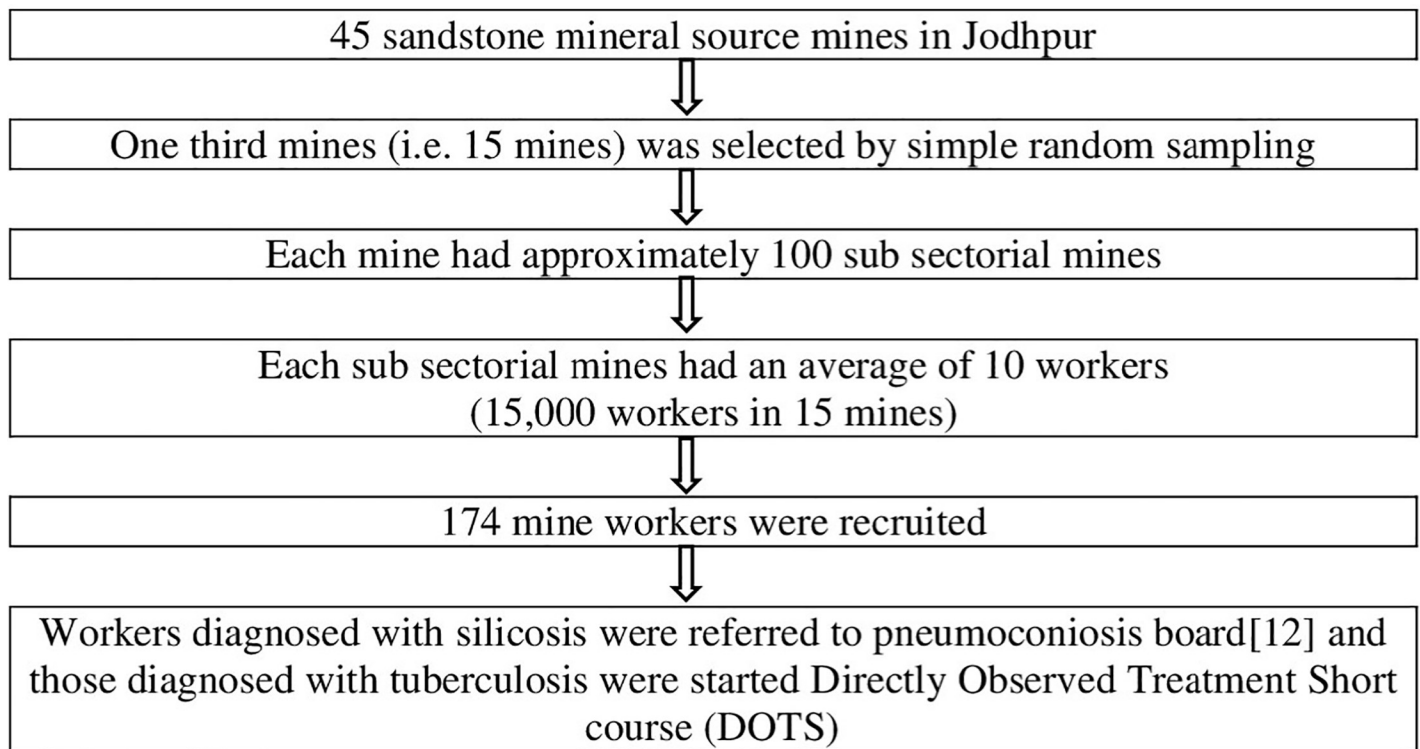 45 sandstone mineral source mines in Jodhpur
One third mines (i.e. 15 mines) was selected by simple random sampling
Each mine had approximately 100 sub sectorial mines
Each sub sectorial mines had an average of 10 workers
(15,000 workers in 15 mines)
174 mine workers were recruited
Workers diagnosed with silicosis were referred to pneumoconiosis board[12] and
those diagnosed with tuberculosis were started Directly Observed Treatment Short
course (DOTS)